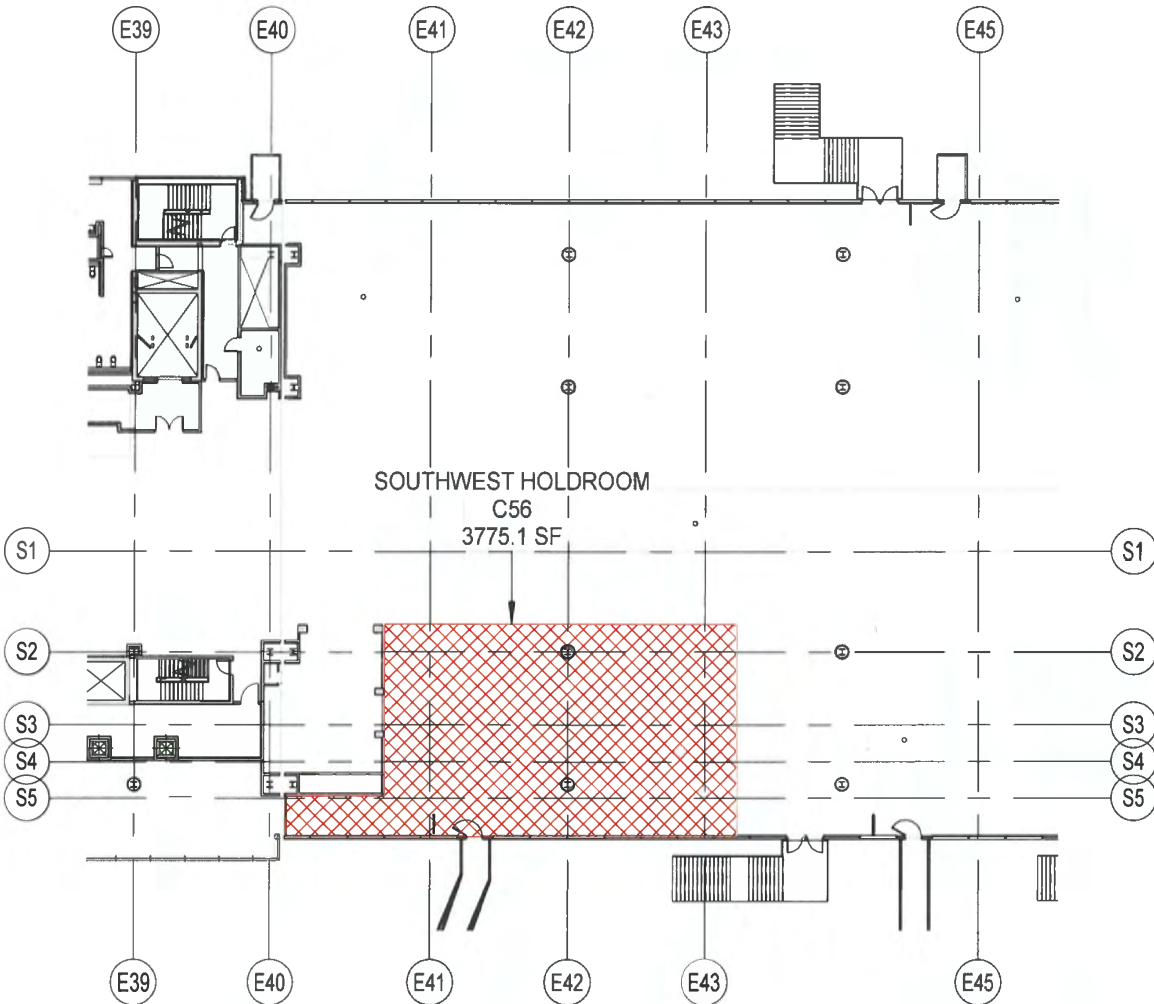 E39 E40 E41 E42 E43 E45
SOUTHWEST HOLDROOM
C56
3775.1 SF
S1 S1
S2 S2
S3 S3
S4 S4
S5 S5
E39 E40 E41 E42 E43 E45